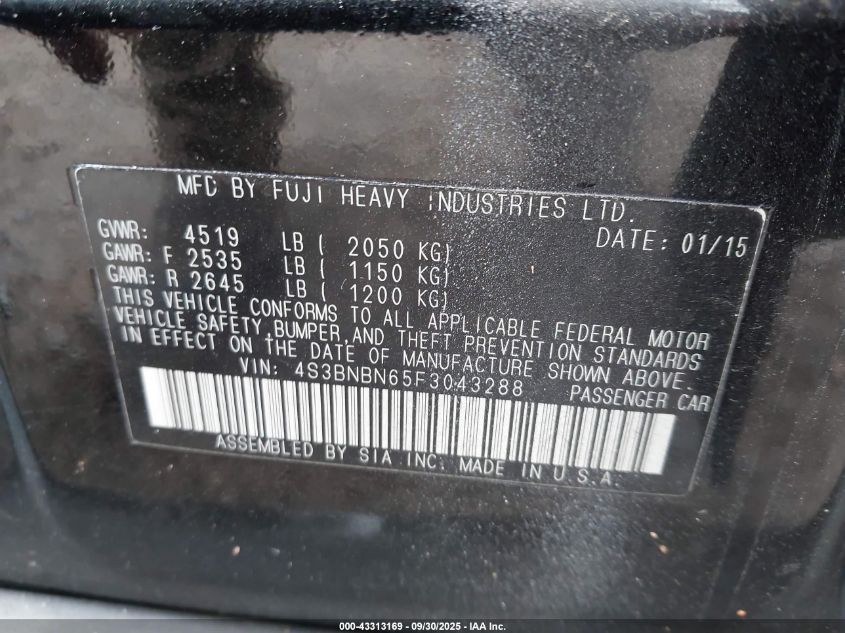 MFD BY FUJI HEAVY INDUSTRIES LTD.
DATE: 01/15
GVWR: 4519 LB ( 2050 KG)
GAWR: F 2535 LB ( 1150 KG)
GAWR: R 2645 LB ( 1200 KG)
THIS VEHICLE CONFORMS TO ALL APPLICABLE FEDERAL MOTOR
VEHICLE SAFETY, BUMPER, AND THEFT PREVENTION STANDARDS
IN EFFECT ON THE DATE OF MANUFACTURE SHOWN ABOVE.
VIN: 4S3BNBN65F3043288 PASSENGER CAR
ASSEMBLED BY SIA INC. MADE IN U.S.A.
000-43313169 - 09/30/2025 - IAA Inc.